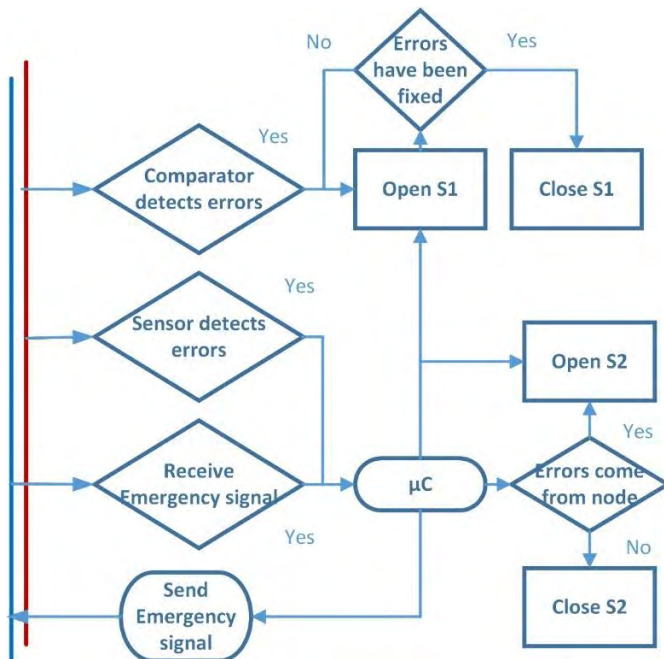 No
Errors
have been
fixed
Yes
Yes
Comparator
detects errors
Open S1
Close S1
Yes
Sensor detects
errors
Open S2
Yes
Receive
Emergency signal
µC
Errors come
from node
Yes
No
Send
Emergency
signal
Close S2